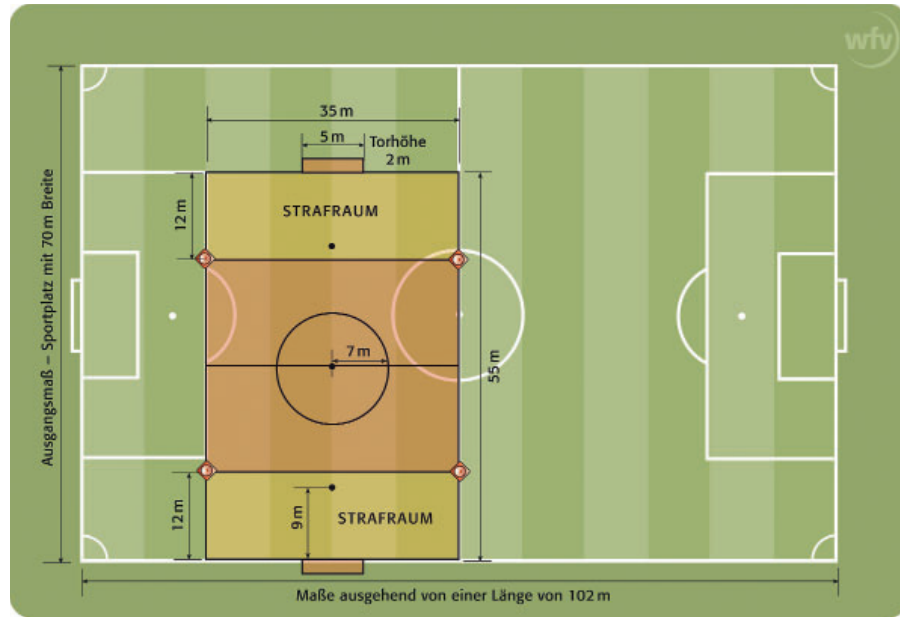 wfv
35 m
5 m
Torhöhe
2 m
12 m
STRAFRAUM
Ausgangsmaß – Sportplatz mit 70 m Breite
7 m
55 m
12 m
9 m
STRAFRAUM
Maße ausgehend von einer Länge von 102 m